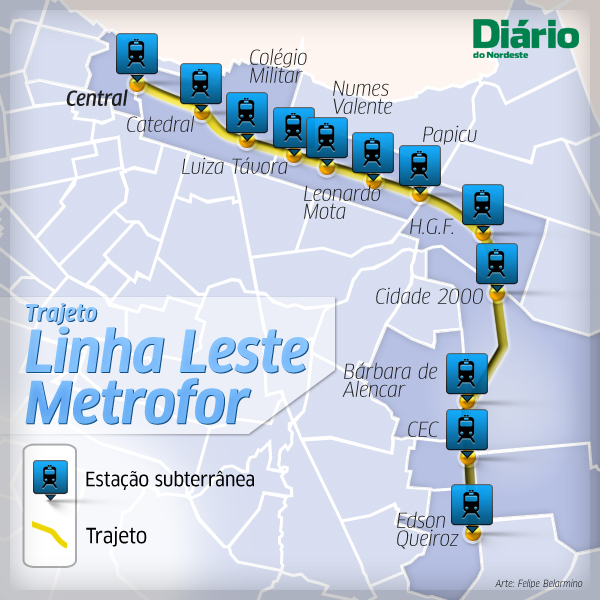 Diário
do Nordeste
Colégio
Militar
Central
Numes
Valente
Catedral
Papicu
Luiza Távora
Leonardo
Mota
H.G.F.
Cidade 2000
Trajeto
Linha Leste
Metrofor
Bárbara de
Alencar
CEC
Estação subterrânea
Edson
Queiroz
Trajeto
Arte: Felipe Belarmino